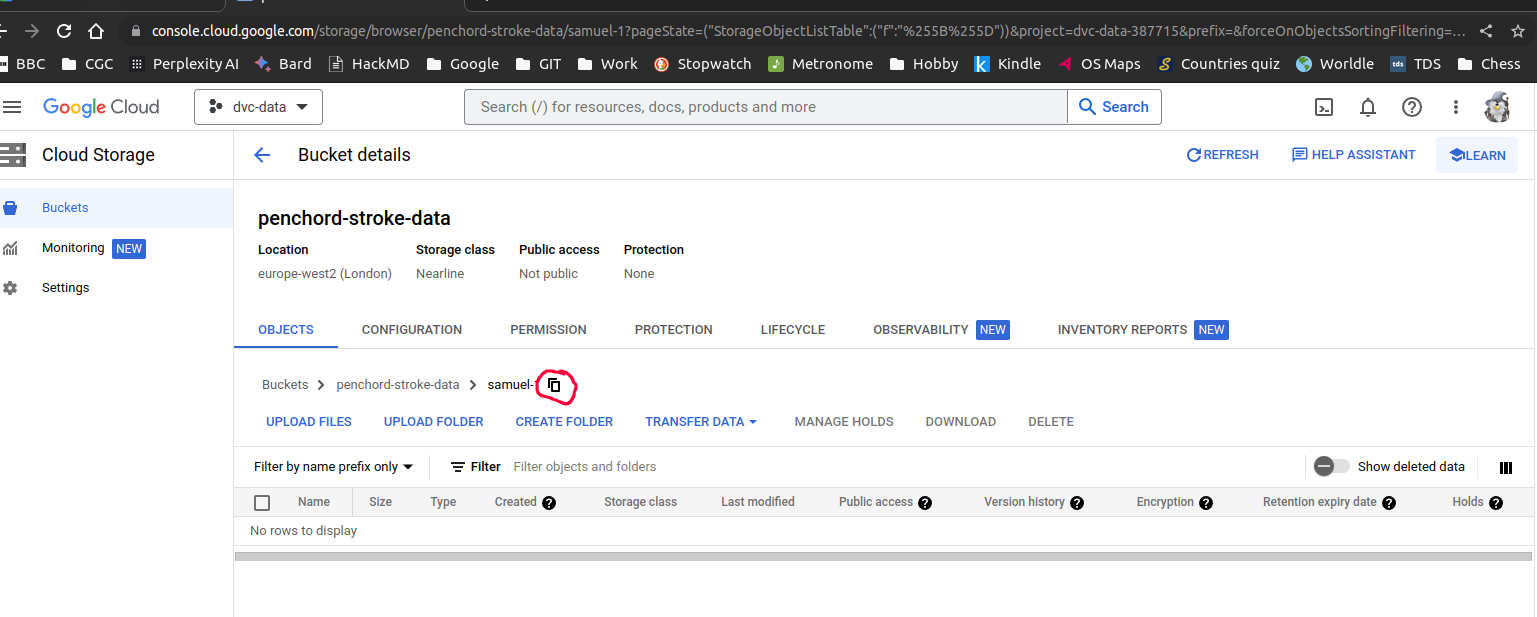 console.cloud.google.com/storage/browser/penchord-stroke-data/samuel-1?pageState=("StorageObjectListTable":("f":"%255B%255D"))&project=dvc-data-387715&prefix=&forceOnObjectsSortingFiltering=...
BBC CGC Perplexity AI Bard HackMD Google GIT Work Stopwatch Metronome Hobby Kindle OS Maps Countries quiz Worldle TDS Chess
Google Cloud dvc-data Search (/) for resources, docs, products and more Search
Cloud Storage Bucket details REFRESH HELP ASSISTANT LEARN
Buckets
Monitoring NEW
Settings
penchord-stroke-data
Location Storage class Public access Protection
europe-west2 (London) Nearline Not public None
OBJECTS CONFIGURATION PERMISSION PROTECTION LIFECYCLE OBSERVABILITY NEW INVENTORY REPORTS NEW
Buckets penchord-stroke-data samuel-
UPLOAD FILES UPLOAD FOLDER CREATE FOLDER TRANSFER DATA MANAGE HOLDS DOWNLOAD DELETE
Filter by name prefix only Filter Filter objects and folders Show deleted data
Name Size Type Created Storage class Last modified Public access Version history Encryption Retention expiry date Holds
No rows to display